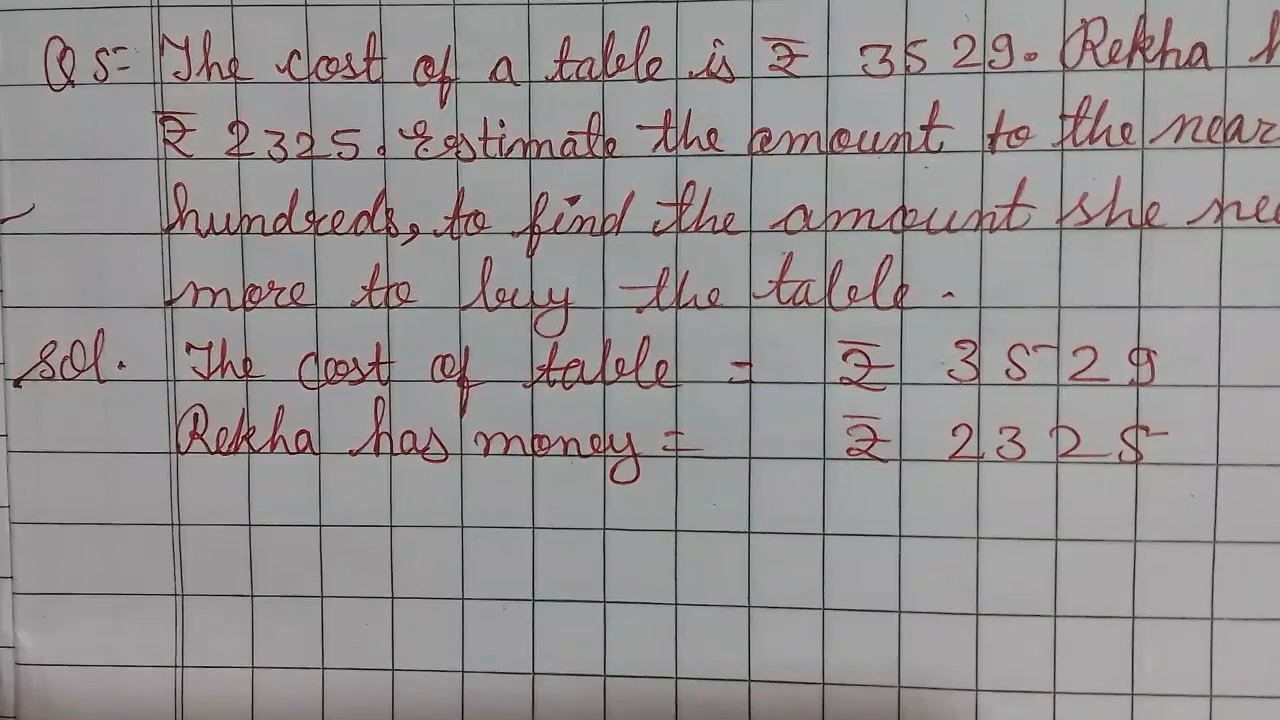 Q5- The cost of a table is ₹ 3529. Rekha
₹ 2325. Estimate the amount to the near
hundreds, to find the amount she ne
more to buy the table.
Sol. The cost of table = ₹ 3529
Rekha has money = ₹ 2325